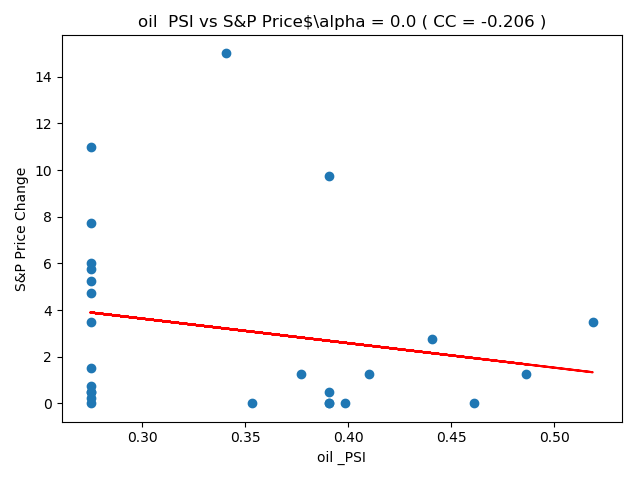 oil  PSI vs S&P Price$\alpha = 0.0 ( CC = -0.206 )
S&P Price Change
14
12
10
8
6
4
2
0
0.30 0.35 0.40 0.45 0.50
oil _PSI